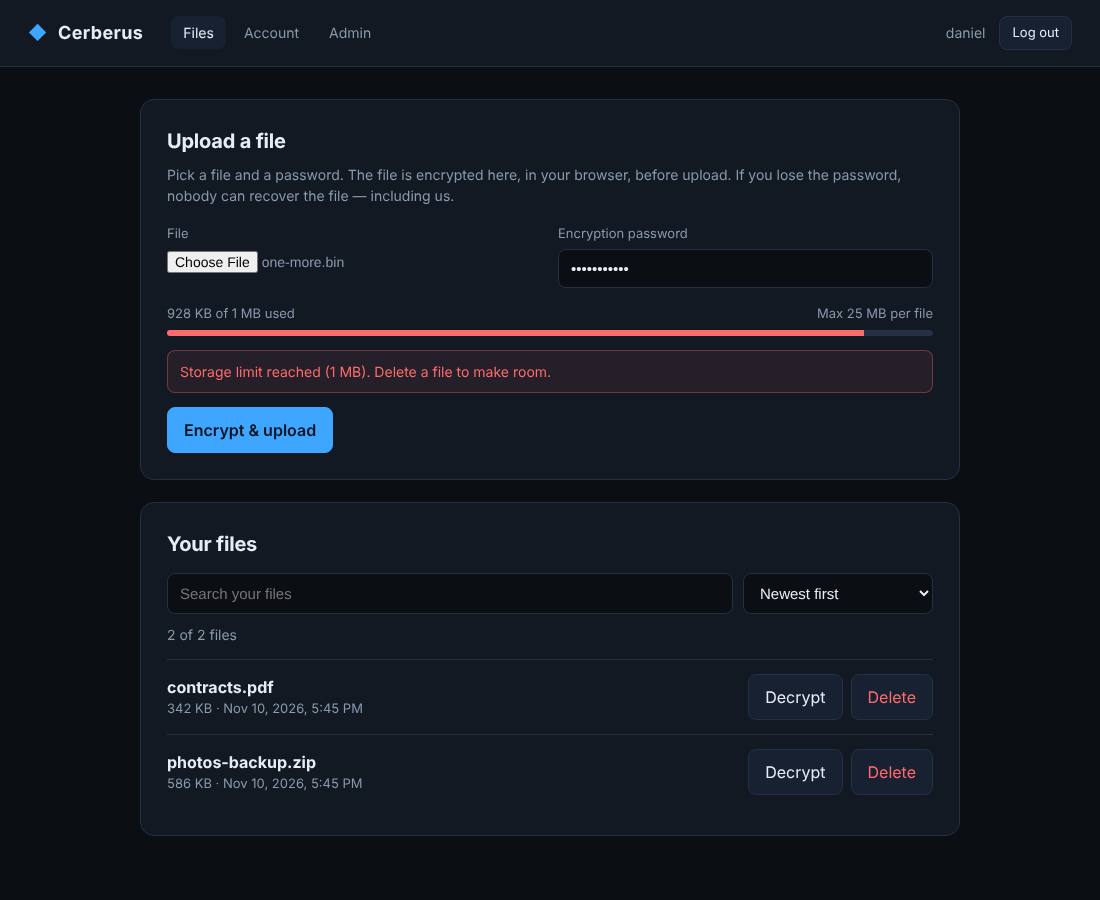 Cerberus
Files
Account
Admin
daniel
Log out
Upload a file
Pick a file and a password. The file is encrypted here, in your browser, before upload. If you lose the password,
nobody can recover the file — including us.
File
Encryption password
Choose File one-more.bin
•••••••••••
928 KB of 1 MB used
Max 25 MB per file
Storage limit reached (1 MB). Delete a file to make room.
Encrypt & upload
Your files
Search your files
Newest first
2 of 2 files
contracts.pdf
342 KB · Nov 10, 2026, 5:45 PM
Decrypt
Delete
photos-backup.zip
586 KB · Nov 10, 2026, 5:45 PM
Decrypt
Delete